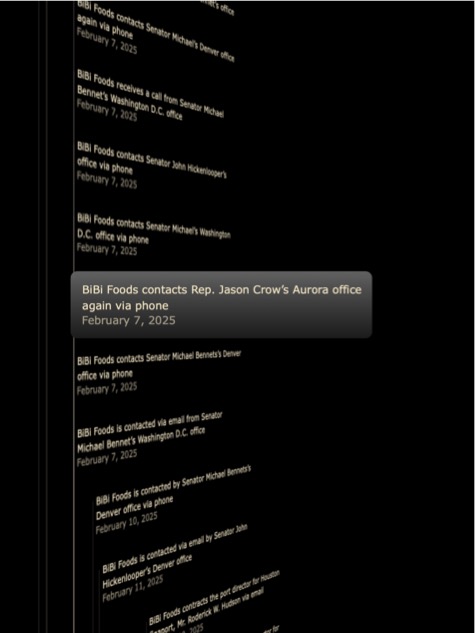 office
BiBi Foods contacts Senator Michael's Denver office
again via phone
February 7, 2025
BiBi Foods receives a call from Senator Michael
Bennet's Washington D.C. office
February 7, 2025
BiBi Foods contacts Senator John Hickenlooper's
office via phone
February 7, 2025
BiBi Foods contacts Senator Michael's Washington
D.C. office via phone
February 7, 2025
BiBi Foods contacts Rep. Jason Crow's Aurora office
again via phone
February 7, 2025
BiBi Foods contacts Senator Michael Bennets's Denver
office via phone
February 7, 2025
BiBi Foods is contacted via email from Senator
Michael Bennet's Washington D.C. office
February 7, 2025
BiBi Foods is contacted by Senator Michael Bennets's
Denver office via phone
February 10, 2025
BiBi Foods is contacted via email by Senator John
Hickenlooper's Denver office
February 11, 2025
BiBi Foods contracts the port director for Houston
Mr. Roderick W. Hudson via email
2025
for